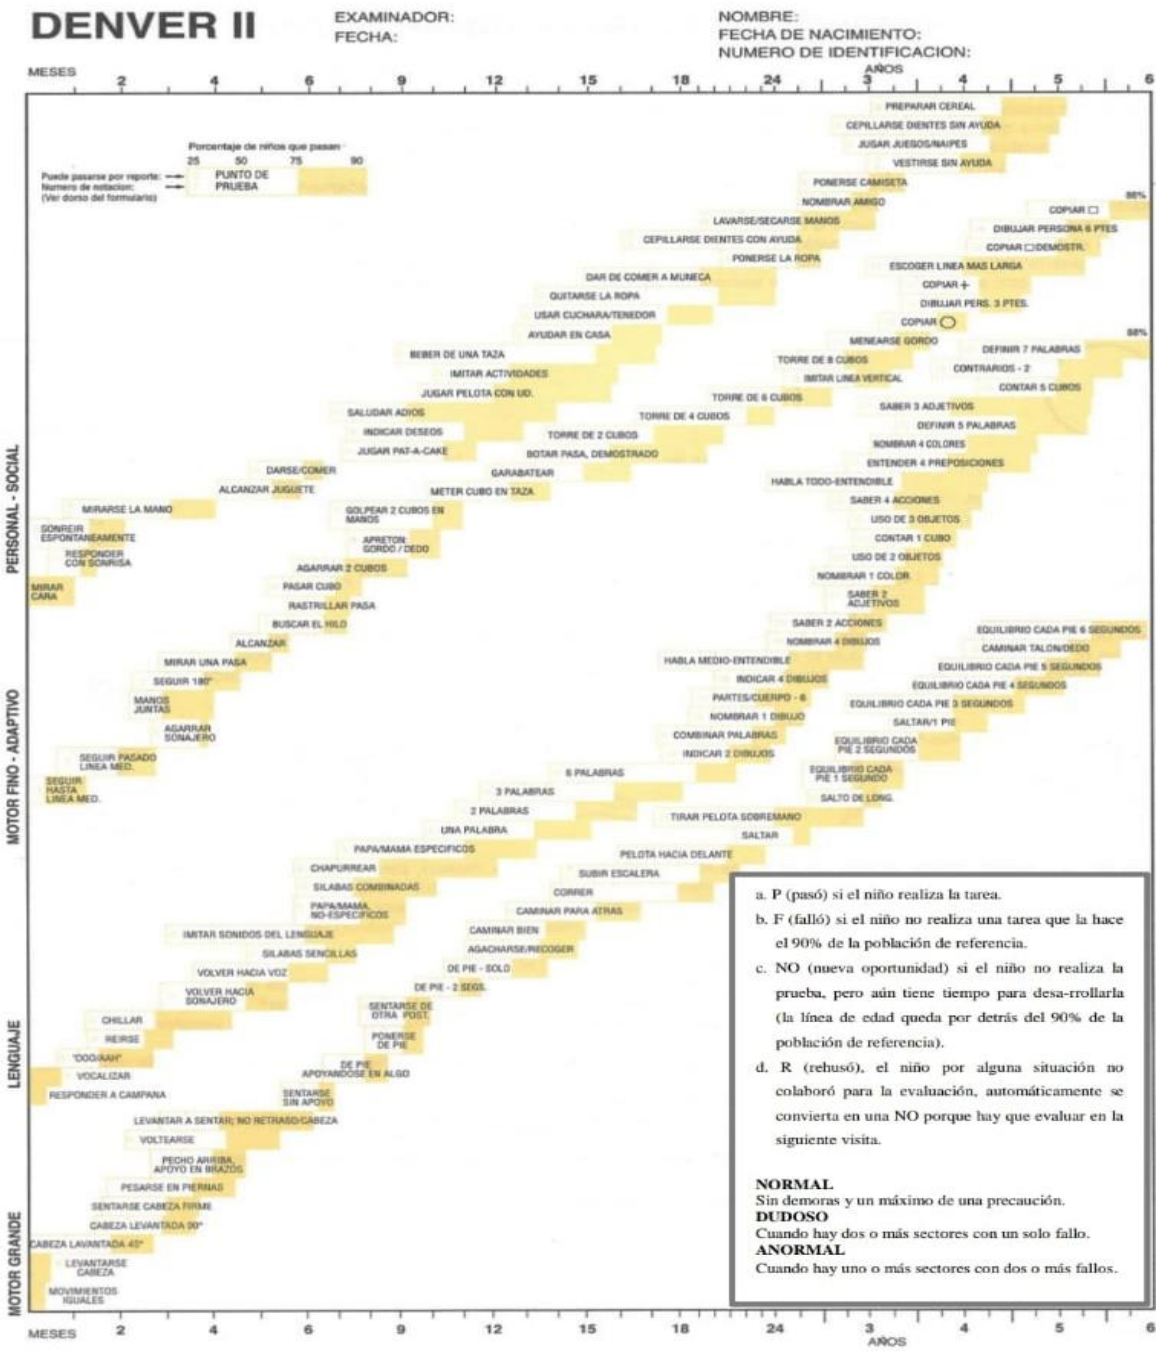 DENVER II
EXAMINADOR:
FECHA:
NOMBRE:
FECHA DE NACIMIENTO:
NUMERO DE IDENTIFICACION:
MESES 2 4 6 9 12 15 18 24 AÑOS 3 4 5 6
Porcentaje de niños que pasan
25 50 75 90
Puede pasarse por reporte:
Numero de notacion:
(Ver dorso del formulario)
PUNTO DE
PRUEBA
PERSONAL - SOCIAL
PREPARAR CEREAL
CEPILLARSE DIENTES SIN AYUDA
JUGAR JUEGOS/NAIPES
VESTIRSE SIN AYUDA
PONERSE CAMISETA
NOMBRAR AMIGO
LAVARSE/SECARSE MANOS
CEPILLARSE DIENTES CON AYUDA
PONERSE LA ROPA
DAR DE COMER A MUNECA
QUITARSE LA ROPA
USAR CUCHARA/TENEDOR
AYUDAR EN CASA
BEBER DE UNA TAZA
IMITAR ACTIVIDADES
JUGAR PELOTA CON UD.
SALUDAR ADIOS
INDICAR DESEOS
JUGAR PAT-A-CAKE
DARSE/COMER
ALCANZAR JUGUETE
MIRARSE LA MANO
SONREIR
ESPONTANEAMENTE
RESPONDER
CON SONRISA
MIRAR
CARA
MOTOR FINO - ADAPTIVO
88%
COPIAR □
DIBUJAR PERSONA 6 PTES
COPIAR □ DEMOSTR.
ESCOGER LINEA MAS LARGA
COPIAR +
DIBUJAR PERS. 3 PTES.
COPIAR ○
MENEARSE GORDO
TORRE DE 8 CUBOS
IMITAR LINEA VERTICAL
TORRE DE 6 CUBOS
TORRE DE 4 CUBOS
TORRE DE 2 CUBOS
BOTAR PASA, DEMOSTRADO
GARABATEAR
METER CUBO EN TAZA
GOLPEAR 2 CUBOS EN
MANOS
APRETON:
GORDO / DEDO
AGARRAR 2 CUBOS
PASAR CUBO
RASTRILLAR PASA
BUSCAR EL HILO
ALCANZAR
MIRAR UNA PASA
SEGUIR 180°
MANOS
JUNTAS
AGARRAR
SONAJERO
SEGUIR PASADO
LINEA MED.
SEGUIR
HASTA
LINEA MED.
LENGUAJE
88%
DEFINIR 7 PALABRAS
CONTRARIOS - 2
CONTAR 5 CUBOS
SABER 3 ADJETIVOS
DEFINIR 5 PALABRAS
NOMBRAR 4 COLORES
ENTENDER 4 PREPOSICIONES
HABLA TODO-ENTENDIBLE
SABER 4 ACCIONES
USO DE 3 OBJETOS
CONTAR 1 CUBO
USO DE 2 OBJETOS
NOMBRAR 1 COLOR
SABER 2
ADJETIVOS
SABER 2 ACCIONES
NOMBRAR 4 DIBUJOS
HABLA MEDIO-ENTENDIBLE
INDICAR 4 DIBUJOS
PARTES/CUERPO - 6
NOMBRAR 1 DIBUJO
COMBINAR PALABRAS
INDICAR 2 DIBUJOS
6 PALABRAS
3 PALABRAS
2 PALABRAS
UNA PALABRA
PAPA/MAMA ESPECIFICOS
CHAPURREAR
SILABAS COMBINADAS
PAPA/MAMA,
NO-ESPECIFICOS
IMITAR SONIDOS DEL LENGUAJE
SILABAS SENCILLAS
VOLVER HACIA VOZ
VOLVER HACIA
SONAJERO
CHILLAR
REIRSE
"OOO/AAH"
VOCALIZAR
RESPONDER A CAMPANA
MOTOR GRANDE
EQUILIBRIO CADA PIE 6 SEGUNDOS
CAMINAR TALON/DEDO
EQUILIBRIO CADA PIE 5 SEGUNDOS
EQUILIBRIO CADA PIE 4 SEGUNDOS
EQUILIBRIO CADA PIE 3 SEGUNDOS
SALTAR/1 PIE
EQUILIBRIO CADA
PIE 2 SEGUNDOS
EQUILIBRIO CADA
PIE 1 SEGUNDO
SALTO DE LONG.
TIRAR PELOTA SOBREMANO
SALTAR
PELOTA HACIA DELANTE
SUBIR ESCALERA
CORRER
CAMINAR PARA ATRAS
CAMINAR BIEN
AGACHARSE/RECOGER
DE PIE - SOLO
DE PIE - 2 SEGS.
SENTARSE DE
OTRA POST.
PONERSE
DE PIE
DE PIE
APOYANDOSE EN ALGO
SENTARSE
SIN APOYO
LEVANTAR A SENTAR; NO RETRASO/CABEZA
VOLTEARSE
PECHO ARRIBA,
APOYO EN BRAZOS
PESARSE EN PIERNAS
SENTARSE CABEZA FIRME
CABEZA LEVANTADA 90°
CABEZA LAVANTADA 45°
LEVANTARSE
CABEZA
MOVIMIENTOS
IGUALES
a. P (pasó) si el niño realiza la tarea.
b. F (falló) si el niño no realiza una tarea que la hace
el 90% de la población de referencia.
c. NO (nueva oportunidad) si el niño no realiza la
prueba, pero aún tiene tiempo para desa-rrollarla
(la línea de edad queda por detrás del 90% de la
población de referencia).
d. R (rehusó), el niño por alguna situación no
colaboró para la evaluación, automáticamente se
convierta en una NO porque hay que evaluar en la
siguiente visita.
NORMAL
Sin demoras y un máximo de una precaución.
DUDOSO
Cuando hay dos o más sectores con un solo fallo.
ANORMAL
Cuando hay uno o más sectores con dos o más fallos.
MESES 2 4 6 9 12 15 18 24 3 4 5 6
AÑOS